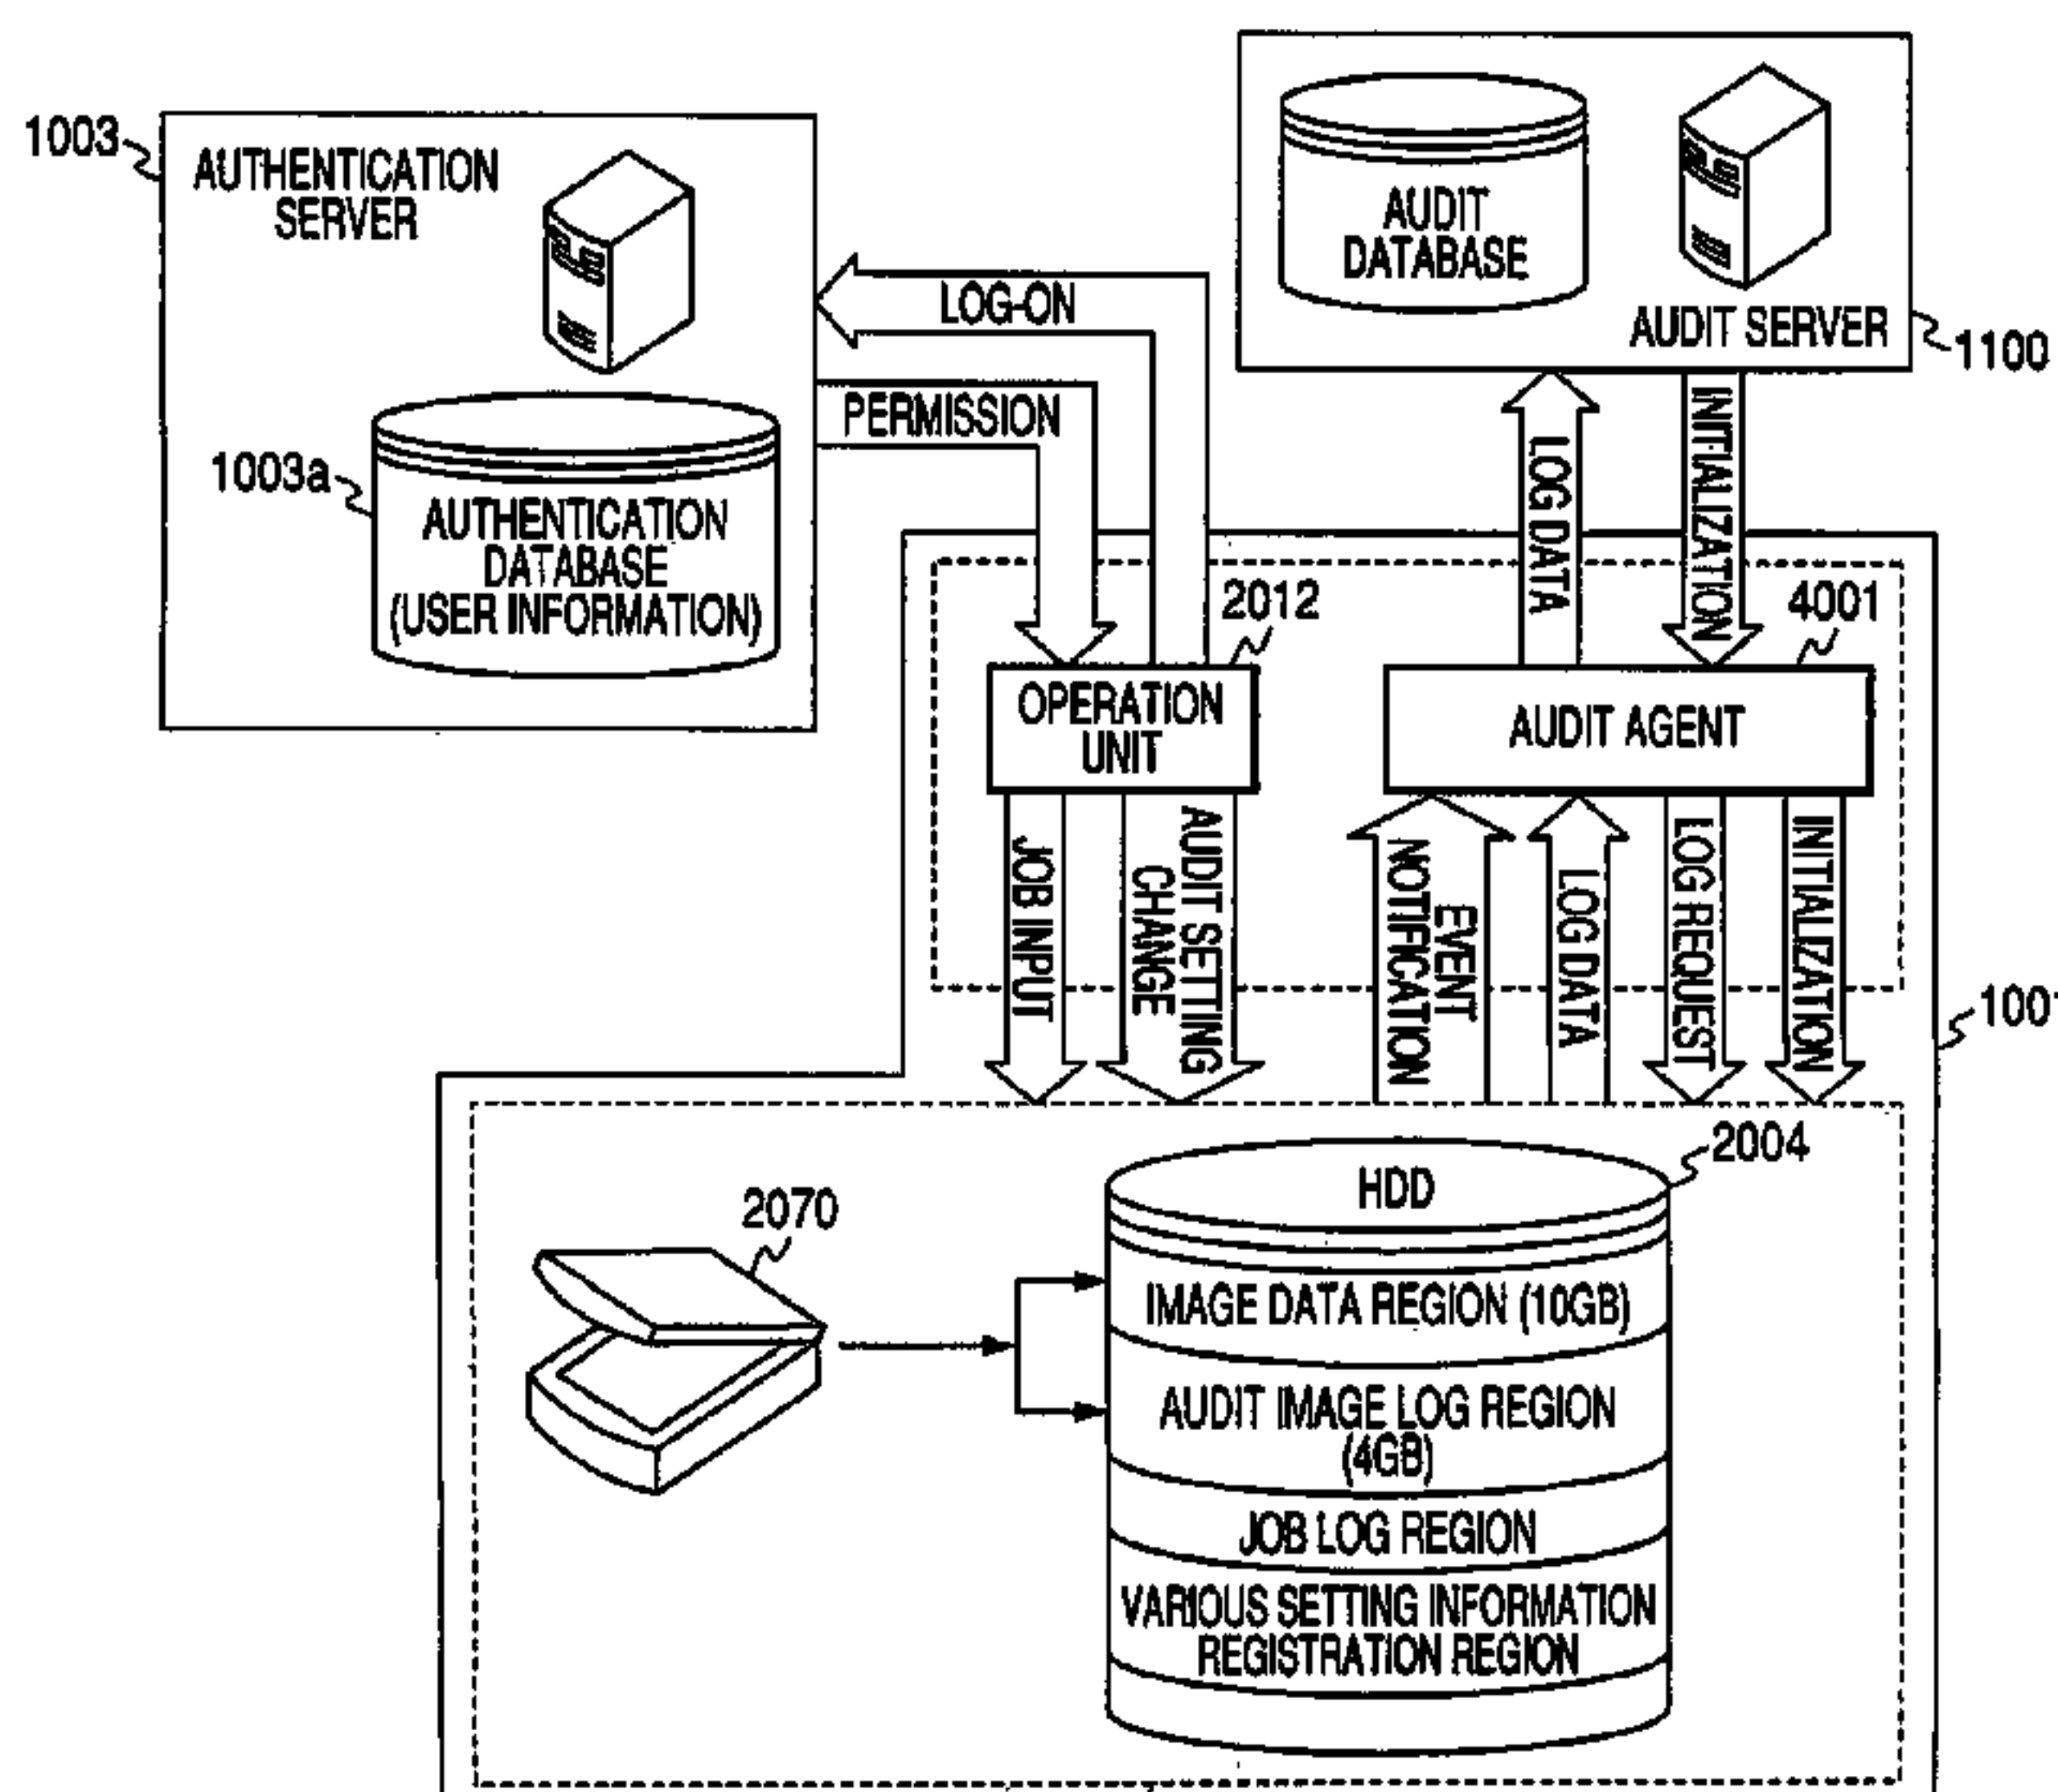 1003
AUTHENTICATION
SERVER
1003a
AUTHENTICATION
DATABASE
(USER INFORMATION)
LOG-ON
PERMISSION
AUDIT
DATABASE
AUDIT SERVER
1100
LOG DATA
INITIALIZATION
2012
4001
OPERATION
UNIT
AUDIT AGENT
JOB INPUT
AUDIT SETTING
CHANGE
EVENT
NOTIFICATION
LOG DATA
LOG REQUEST
INITIALIZATION
2070
2004
HDD
IMAGE DATA REGION (10GB)
AUDIT IMAGE LOG REGION
(4GB)
JOB LOG REGION
VARIOUS SETTING INFORMATION
REGISTRATION REGION